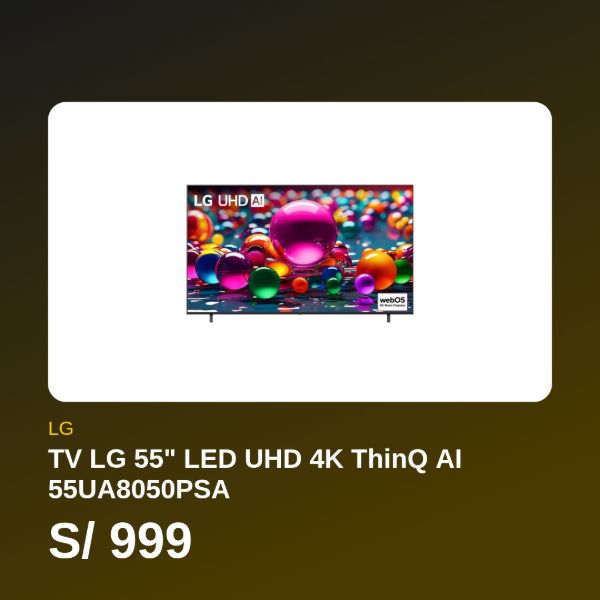 LG UHD AI
webOS
LG
TV LG 55" LED UHD 4K ThinQ AI
55UA8050PSA
S/ 999